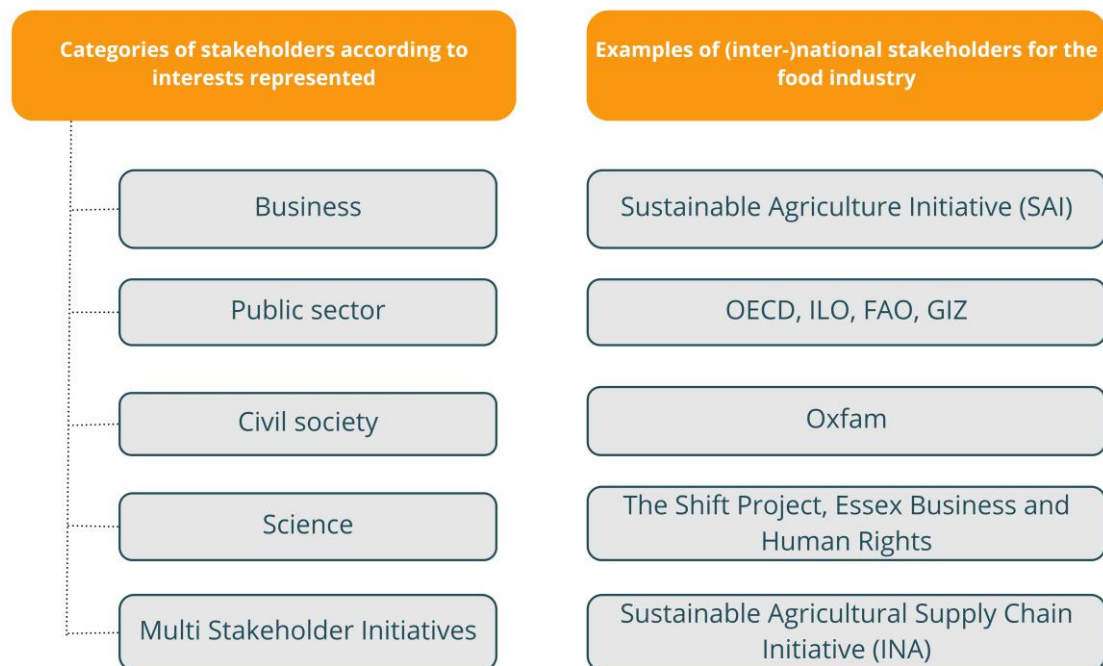 Categories of stakeholders according to
interests represented
Examples of (inter-)national stakeholders for the
food industry
Business
Sustainable Agriculture Initiative (SAI)
Public sector
OECD, ILO, FAO, GIZ
Civil society
Oxfam
Science
The Shift Project, Essex Business and
Human Rights
Multi Stakeholder Initiatives
Sustainable Agricultural Supply Chain
Initiative (INA)